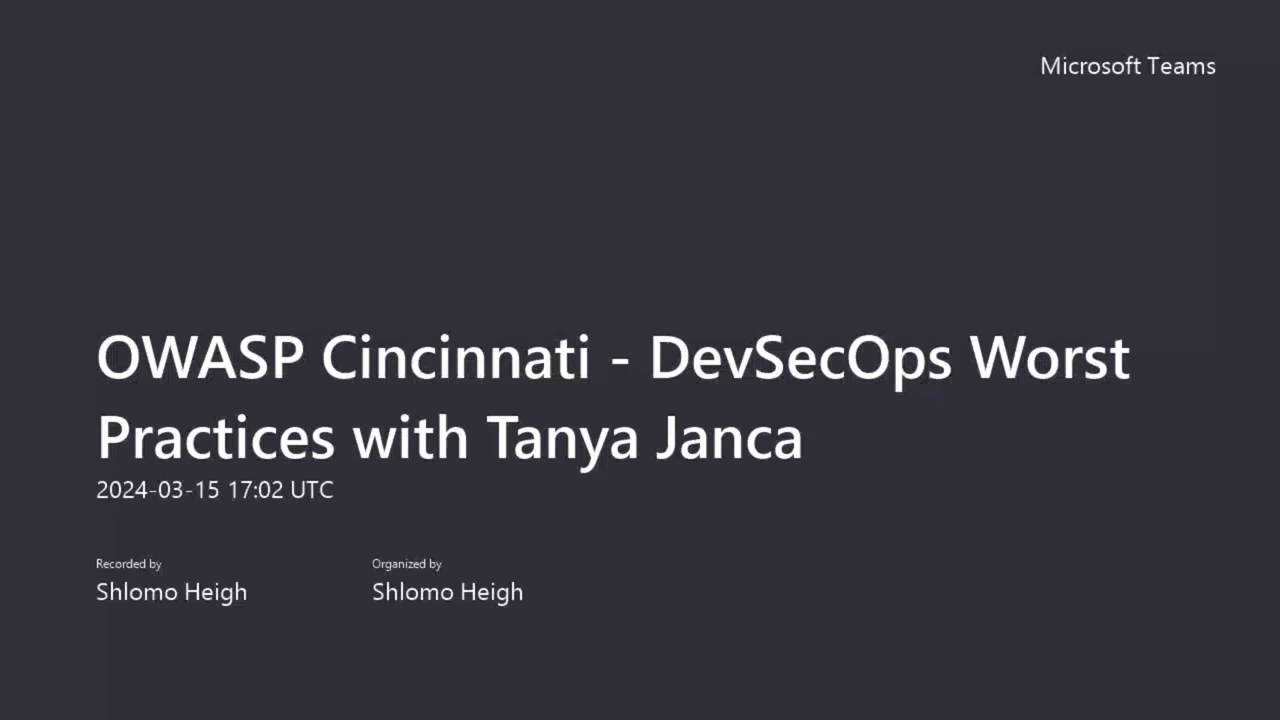 Microsoft Teams
OWASP Cincinnati - DevSecOps Worst
Practices with Tanya Janca
2024-03-15 17:02 UTC
Recorded by
Organized by
Shlomo Heigh
Shlomo Heigh